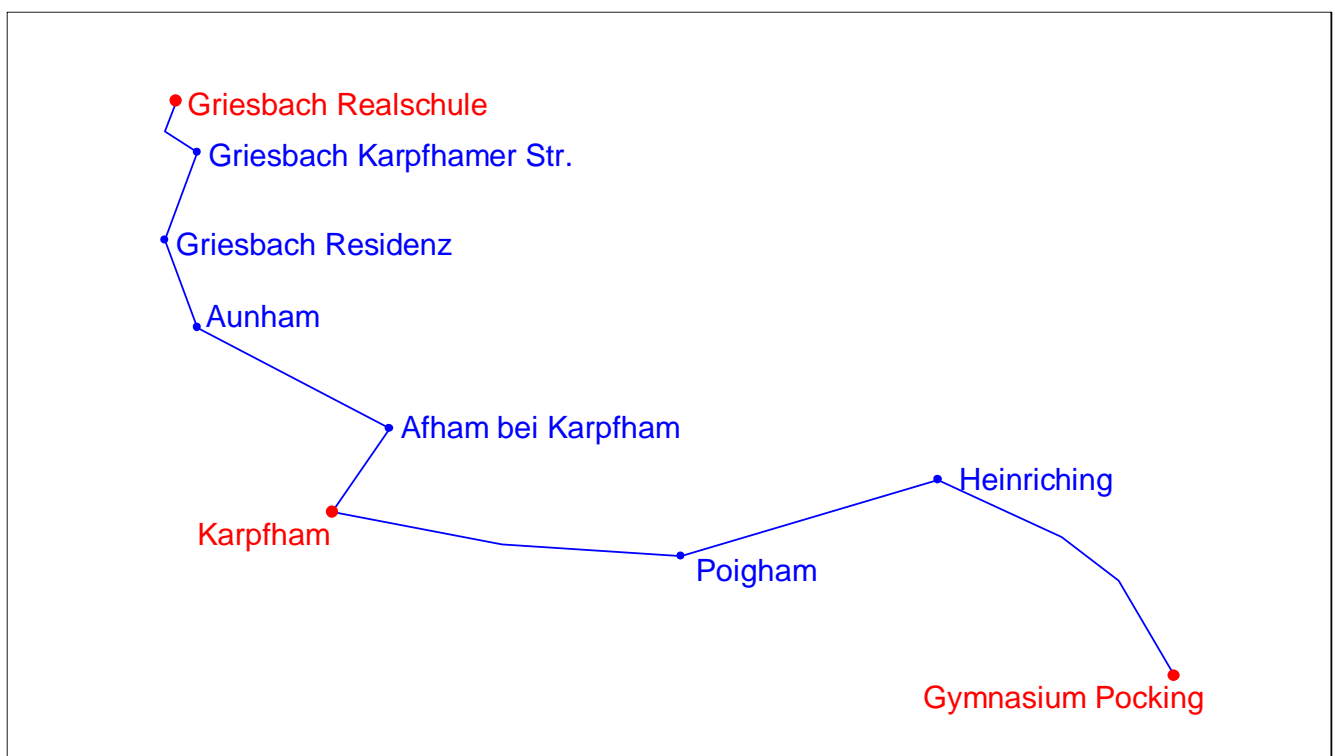 Griesbach Realschule
Griesbach Karpfhamer Str.
Griesbach Residenz
Aunham
Afham bei Karpfham
Heinriching
Karpfham
Poigham
Gymnasium Pocking